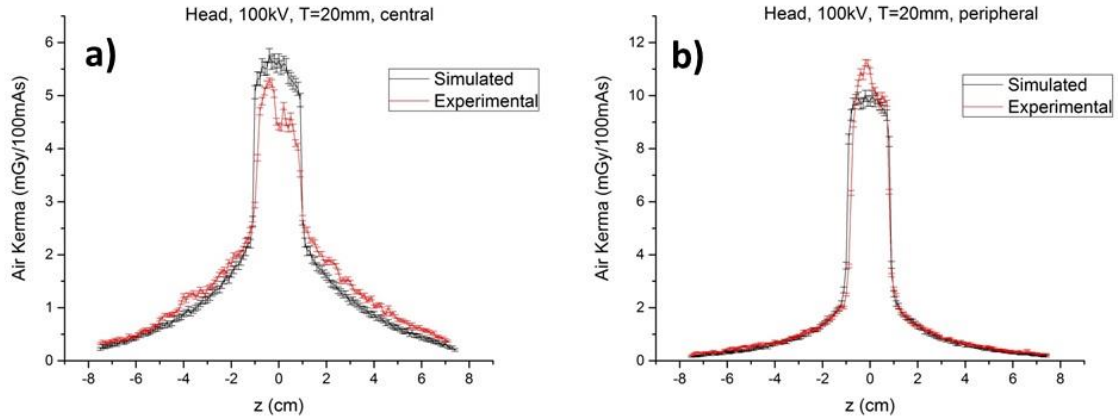 Head, 100kV, T=20mm, central
a)
Simulated
Experimental
Air Kerma (mGy/100mAs)
6
5
4
3
2
1
0
-8 -6 -4 -2 0 2 4 6 8
z (cm)
Head, 100kV, T=20mm, peripheral
b)
Simulated
Experimental
Air Kerma (mGy/100mAs)
12
10
8
6
4
2
0
-8 -6 -4 -2 0 2 4 6 8
z (cm)